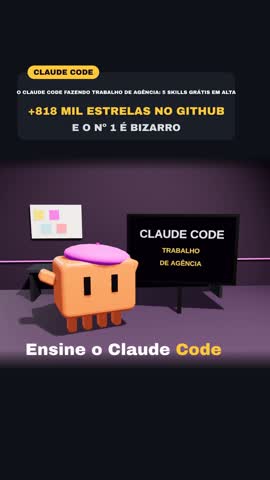 CLAUDE CODE
O CLAUDE CODE FAZENDO TRABALHO DE AGÊNCIA: 5 SKILLS GRÁTIS EM ALTA
+818 MIL ESTRELAS NO GITHUB
E O Nº 1 É BIZARRO
CLAUDE CODE
TRABALHO
DE AGÊNCIA
Ensine o Claude Code